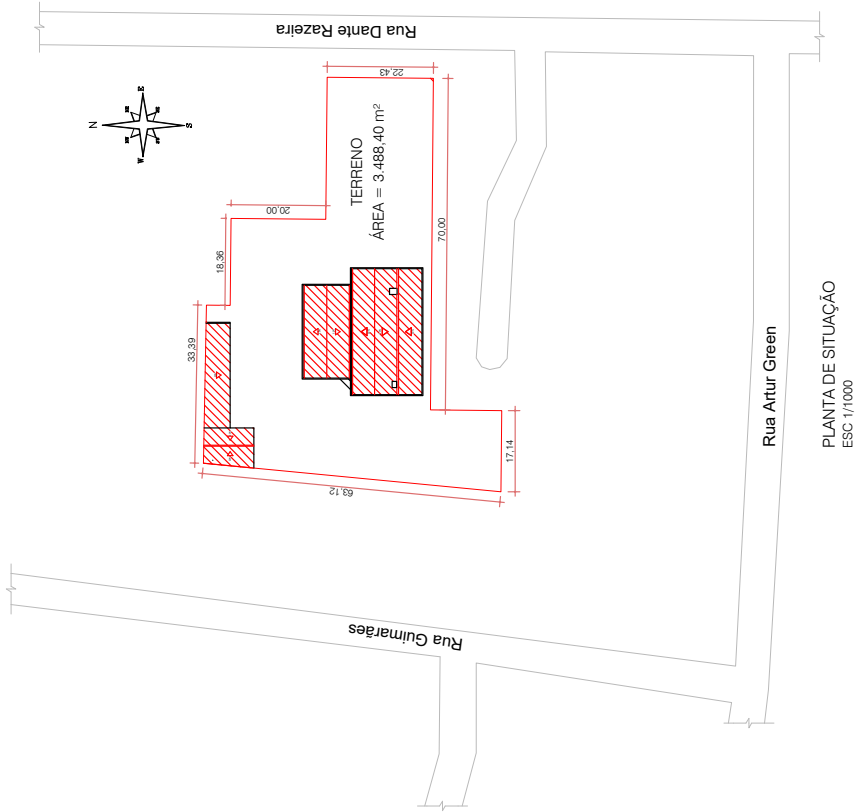 Rua Dante Razeira
22,43
N
E
S
W
TERRENO
ÁREA = 3.488,40 m²
20,00
18,36
70,00
33,39
17,14
63,12
Rua Artur Green
Rua Guimarães
PLANTA DE SITUAÇÃO
ESC 1/1000